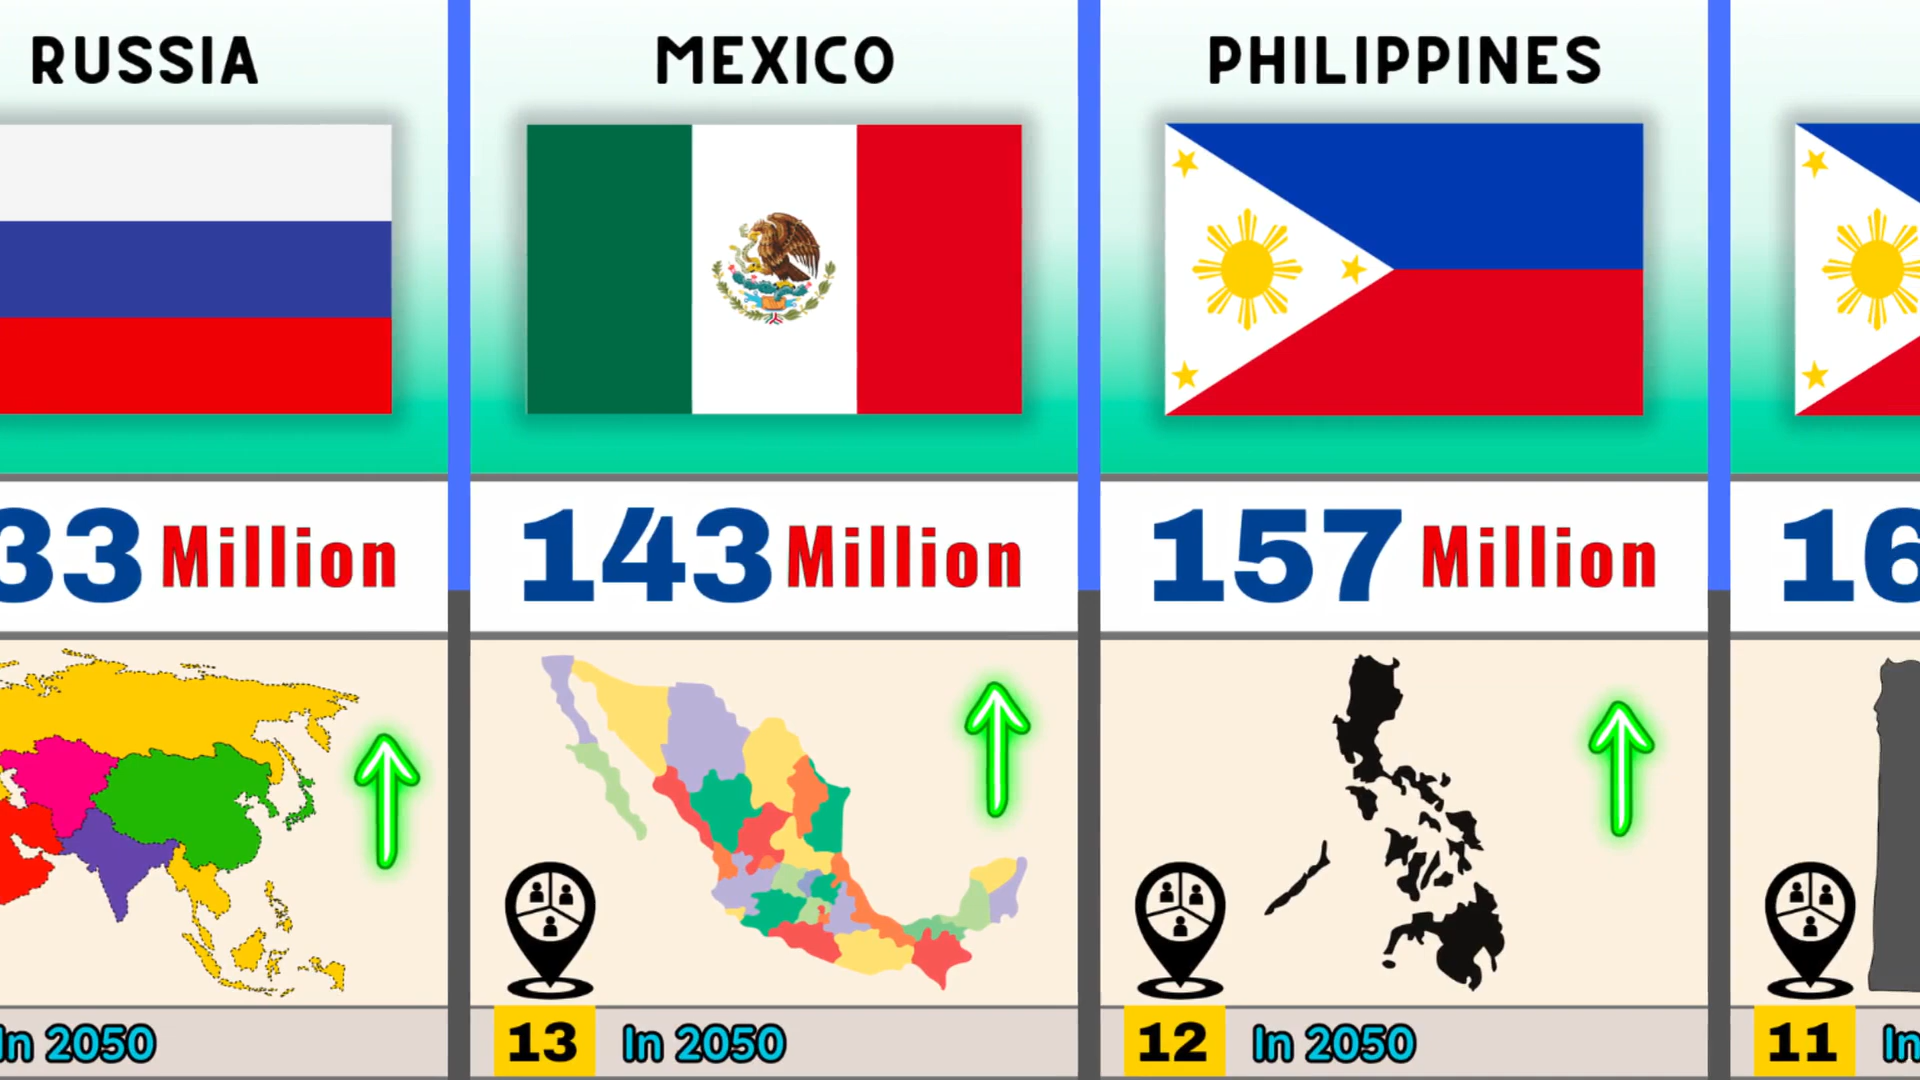 RUSSIA
33 Million
In 2050
MEXICO
143 Million
13 In 2050
PHILIPPINES
157 Million
12 In 2050
16
11 In